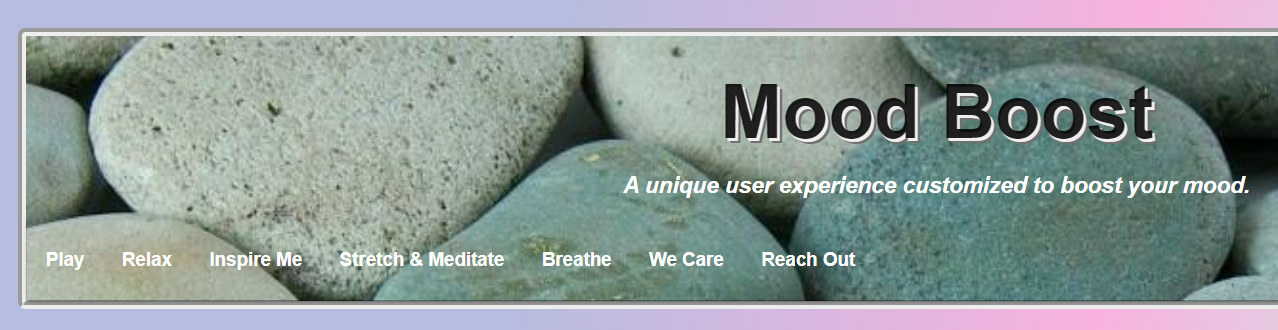 Mood Boost
A unique user experience customized to boost your mood.
Play Relax Inspire Me Stretch & Meditate Breathe We Care Reach Out